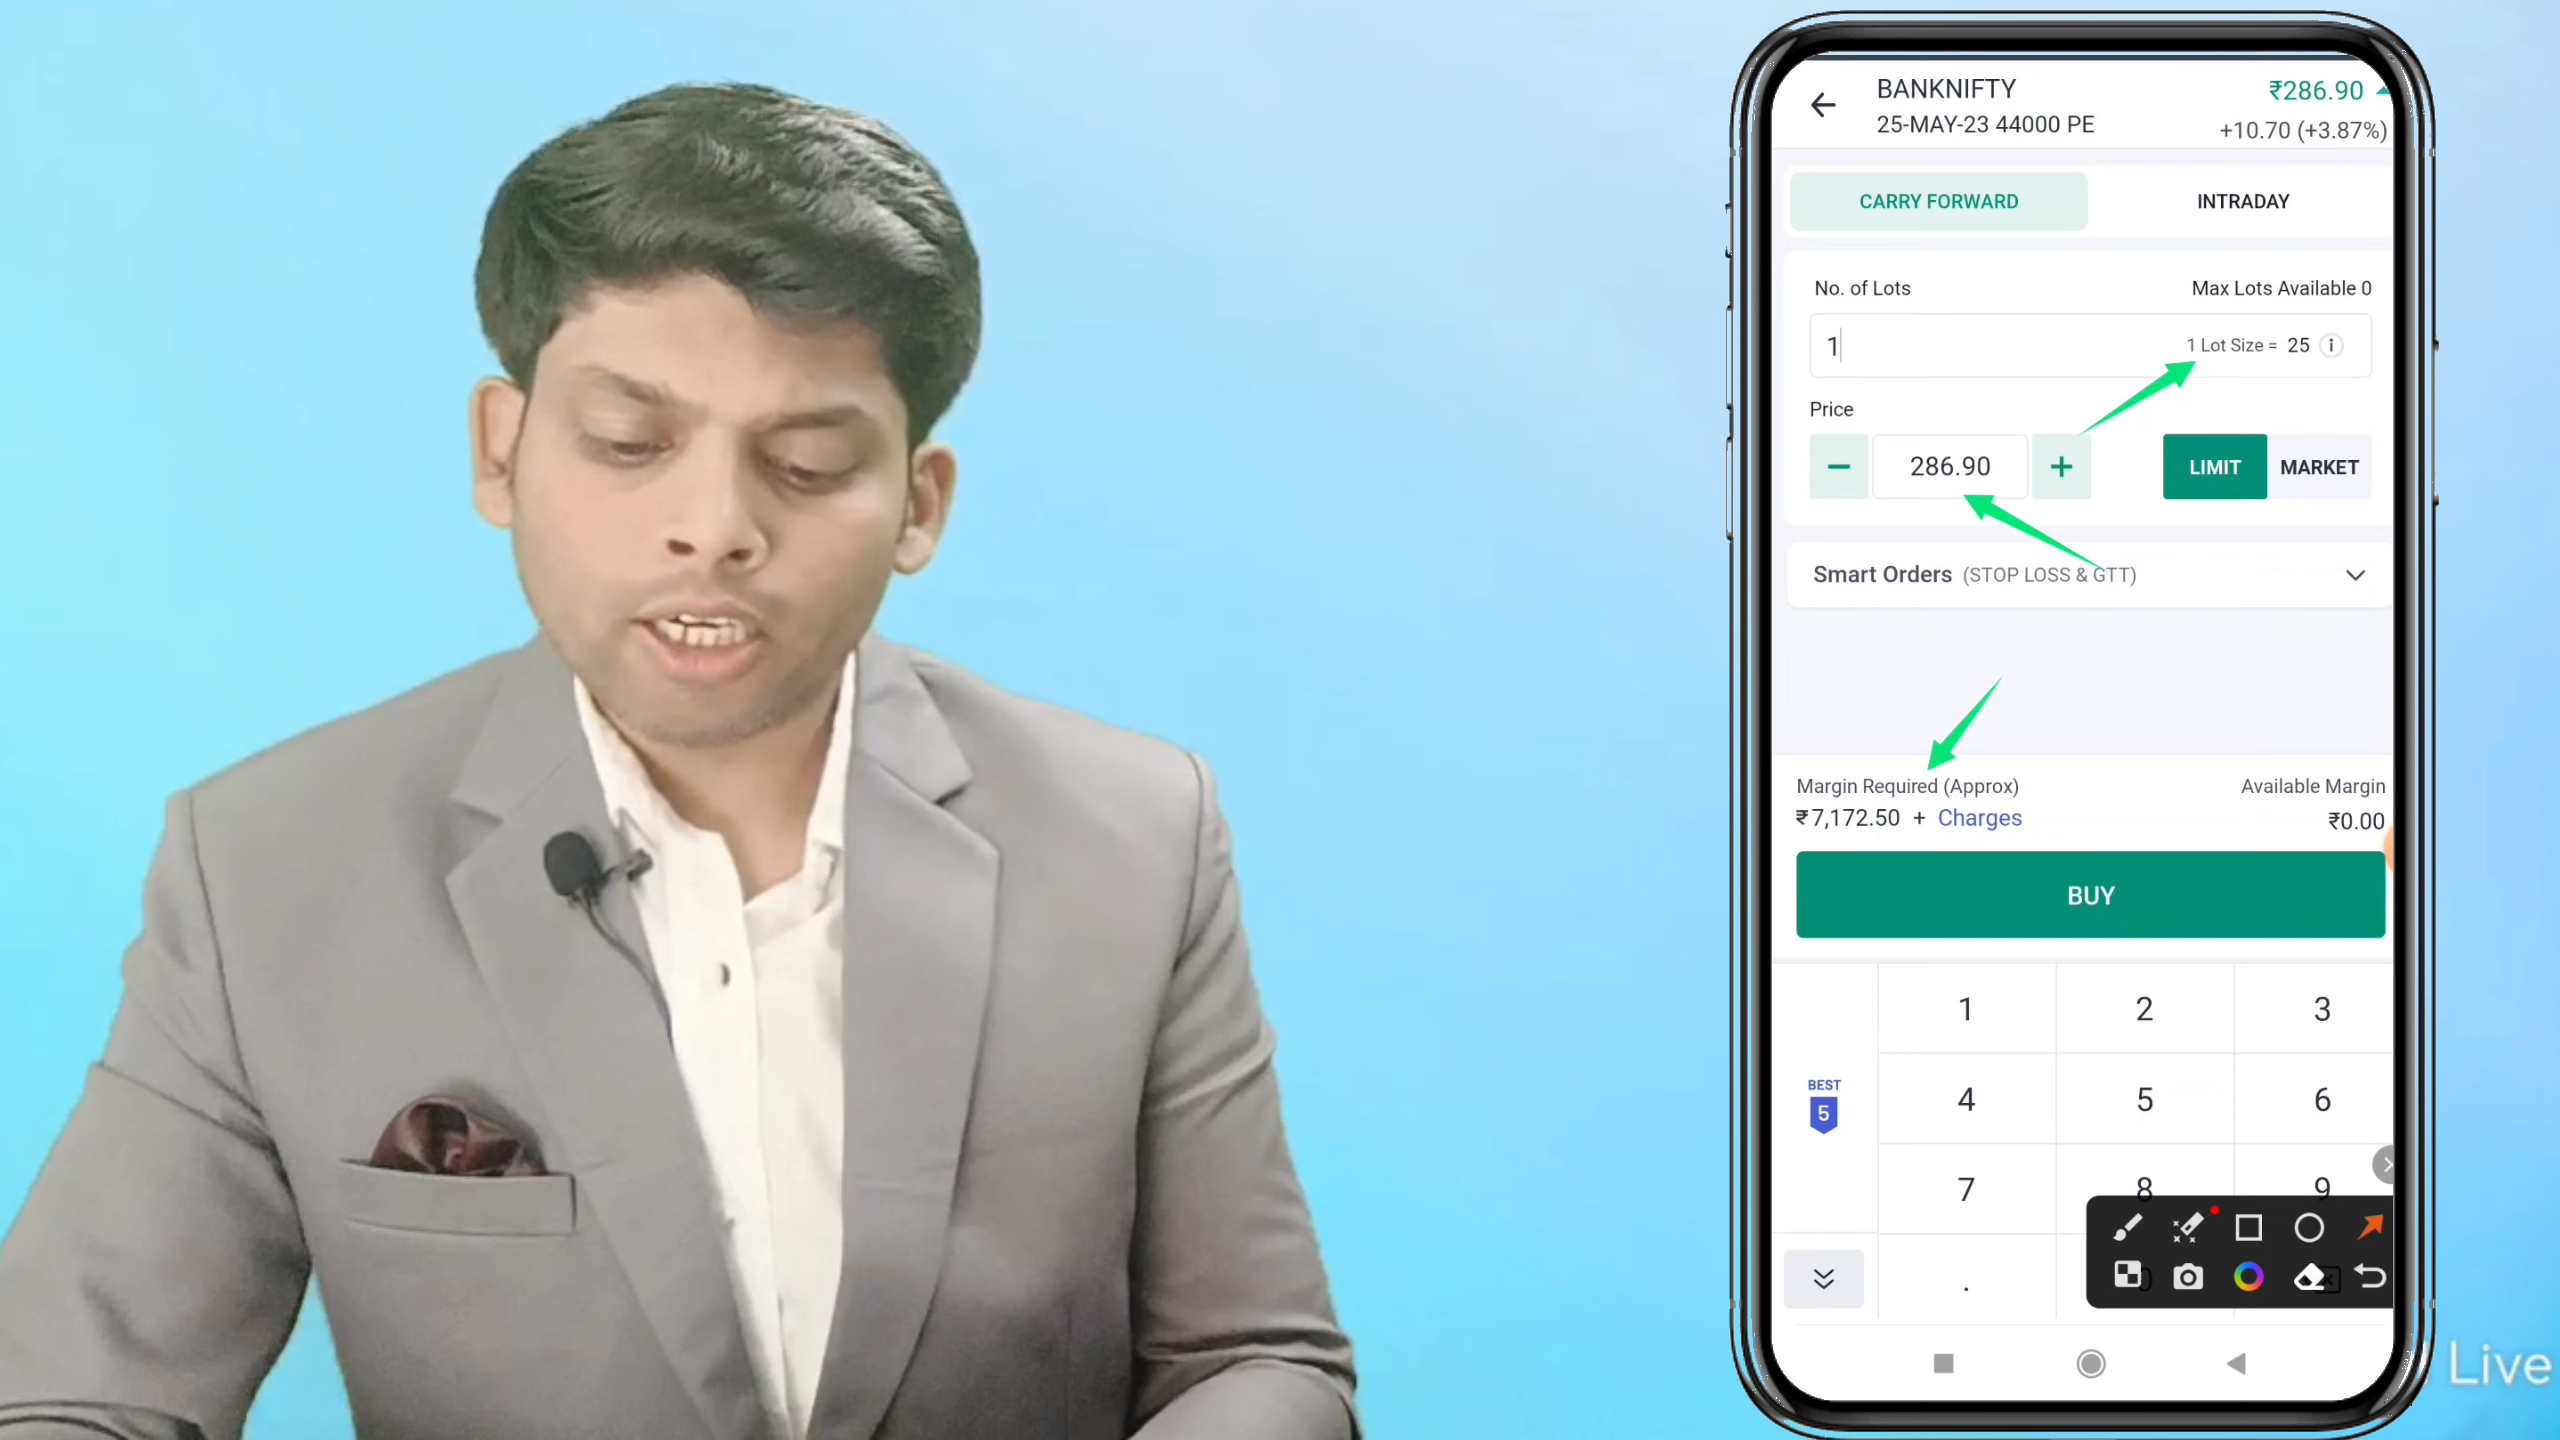 BANKNIFTY
₹286.90
25-MAY-23 44000 PE
+10.70 (+3.87%)
CARRY FORWARD
INTRADAY
No. of Lots
Max Lots Available 0
1
1 Lot Size = 25
Price
286.90
LIMIT
MARKET
Smart Orders (STOP LOSS & GTT)
Margin Required (Approx)
Available Margin
₹7,172.50 + Charges
₹0.00
BUY
1
2
3
BEST
5
4
5
6
7
8
9
.
0
Live